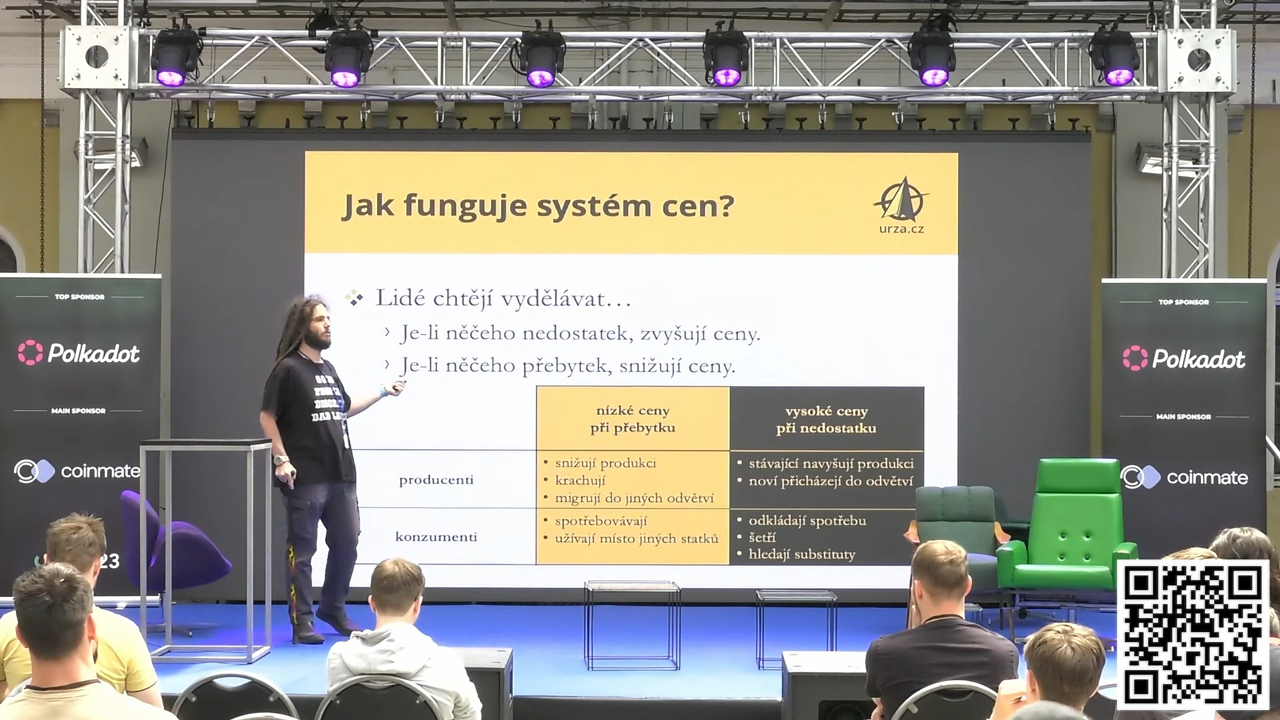 Jak funguje systém cen?
urza.cz
Lidé chtějí vydělávat…
Je-li něčeho nedostatek, zvyšují ceny.
Je-li něčeho přebytek, snižují ceny.
nízké ceny
při přebytku
vysoké ceny
při nedostatku
producenti
• snižují produkci
• krachují
• migrují do jiných odvětví
• stávající navyšují produkci
• noví přicházejí do odvětví
konzumenti
• spotřebovávají
• užívají místo jiných statků
• odkládají spotřebu
• šetří
• hledají substituty
TOP SPONSOR
Polkadot
MAIN SPONSOR
coinmate
23
TOP SPONSOR
Polkadot
MAIN SPONSOR
coinmate